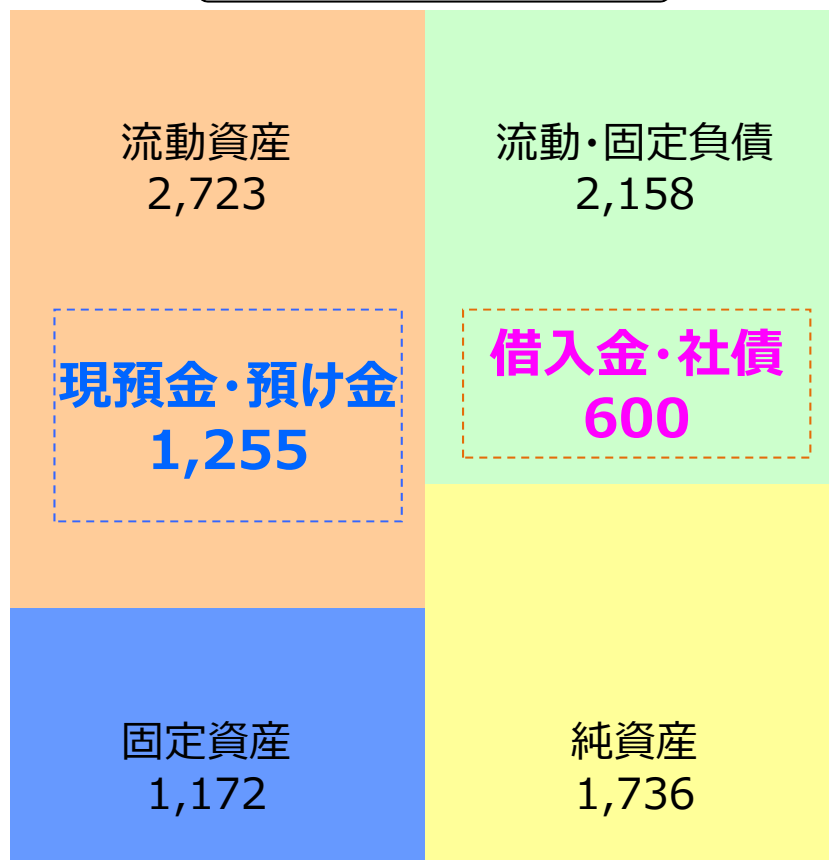 流動資産
2,723
流動・固定負債
2,158
現預金・預け金
1,255
借入金・社債
600
固定資産
1,172
純資産
1,736